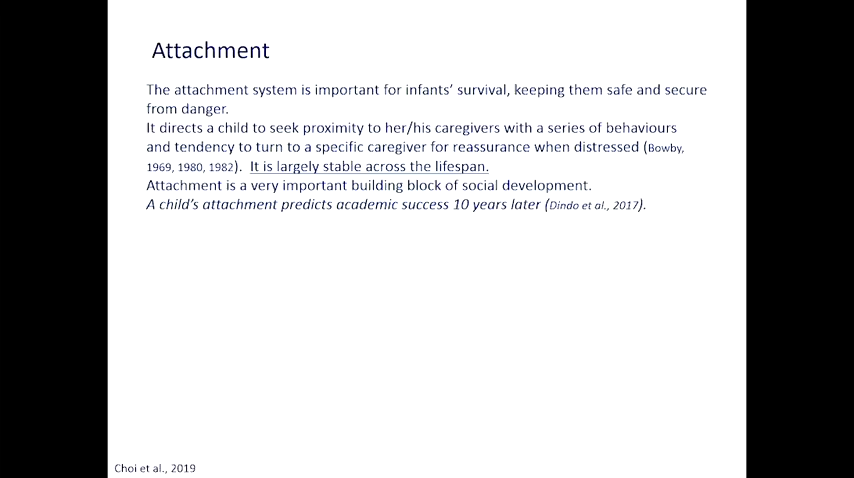 Attachment
The attachment system is important for infants’ survival, keeping them safe and secure
from danger.
It directs a child to seek proximity to her/his caregivers with a series of behaviours
and tendency to turn to a specific caregiver for reassurance when distressed (Bowby,
1969, 1980, 1982). It is largely stable across the lifespan.
Attachment is a very important building block of social development.
A child’s attachment predicts academic success 10 years later (Dindo et al., 2017).
Choi et al., 2019